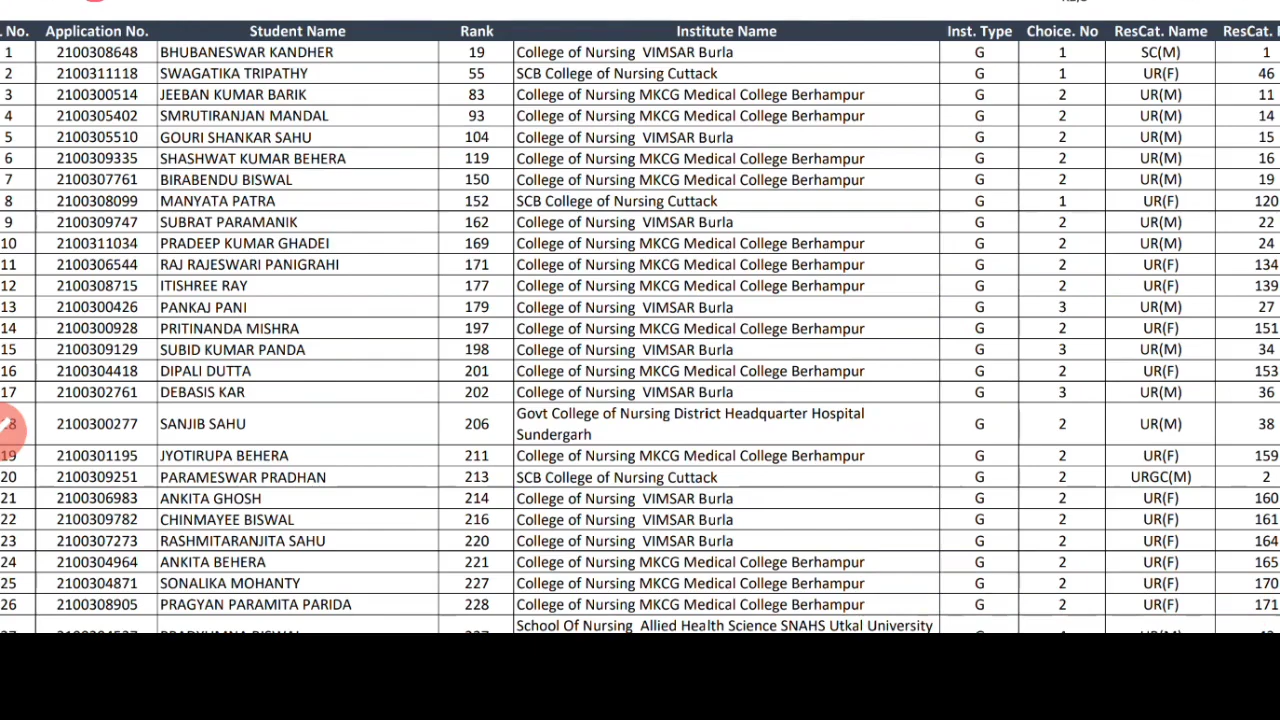 . No. Application No. Student Name Rank Institute Name Inst. Type Choice. No ResCat. Name ResCat.
1 2100308648 BHUBANESWAR KANDHER 19 College of Nursing VIMSAR Burla G 1 SC(M) 1
2 2100311118 SWAGATIKA TRIPATHY 55 SCB College of Nursing Cuttack G 1 UR(F) 46
3 2100300514 JEEBAN KUMAR BARIK 83 College of Nursing MKCG Medical College Berhampur G 2 UR(M) 11
4 2100305402 SMRUTIRANJAN MANDAL 93 College of Nursing MKCG Medical College Berhampur G 2 UR(M) 14
5 2100305510 GOURI SHANKAR SAHU 104 College of Nursing VIMSAR Burla G 2 UR(M) 15
6 2100309335 SHASHWAT KUMAR BEHERA 119 College of Nursing MKCG Medical College Berhampur G 2 UR(M) 16
7 2100307761 BIRABENDU BISWAL 150 College of Nursing MKCG Medical College Berhampur G 2 UR(M) 19
8 2100308099 MANYATA PATRA 152 SCB College of Nursing Cuttack G 1 UR(F) 120
9 2100309747 SUBRAT PARAMANIK 162 College of Nursing VIMSAR Burla G 2 UR(M) 22
10 2100311034 PRADEEP KUMAR GHADEI 169 College of Nursing MKCG Medical College Berhampur G 2 UR(M) 24
11 2100306544 RAJ RAJESWARI PANIGRAHI 171 College of Nursing MKCG Medical College Berhampur G 2 UR(F) 134
12 2100308715 ITISHREE RAY 177 College of Nursing MKCG Medical College Berhampur G 2 UR(F) 139
13 2100300426 PANKAJ PANI 179 College of Nursing VIMSAR Burla G 3 UR(M) 27
14 2100300928 PRITINANDA MISHRA 197 College of Nursing MKCG Medical College Berhampur G 2 UR(F) 151
15 2100309129 SUBID KUMAR PANDA 198 College of Nursing VIMSAR Burla G 3 UR(M) 34
16 2100304418 DIPALI DUTTA 201 College of Nursing MKCG Medical College Berhampur G 2 UR(F) 153
17 2100302761 DEBASIS KAR 202 College of Nursing VIMSAR Burla G 3 UR(M) 36
Govt College of Nursing District Headquarter Hospital
2100300277 SANJIB SAHU 206 G 2 UR(M) 38
Sundergarh
19 2100301195 JYOTIRUPA BEHERA 211 College of Nursing MKCG Medical College Berhampur G 2 UR(F) 159
20 2100309251 PARAMESWAR PRADHAN 213 SCB College of Nursing Cuttack G 2 URGC(M) 2
21 2100306983 ANKITA GHOSH 214 College of Nursing VIMSAR Burla G 2 UR(F) 160
22 2100309782 CHINMAYEE BISWAL 216 College of Nursing VIMSAR Burla G 2 UR(F) 161
23 2100307273 RASHMITARANJITA SAHU 220 College of Nursing VIMSAR Burla G 2 UR(F) 164
24 2100304964 ANKITA BEHERA 221 College of Nursing MKCG Medical College Berhampur G 2 UR(F) 165
25 2100304871 SONALIKA MOHANTY 227 College of Nursing MKCG Medical College Berhampur G 2 UR(F) 170
26 2100308905 PRAGYAN PARAMITA PARIDA 228 College of Nursing MKCG Medical College Berhampur G 2 UR(F) 171
School Of Nursing Allied Health Science SNAHS Utkal University